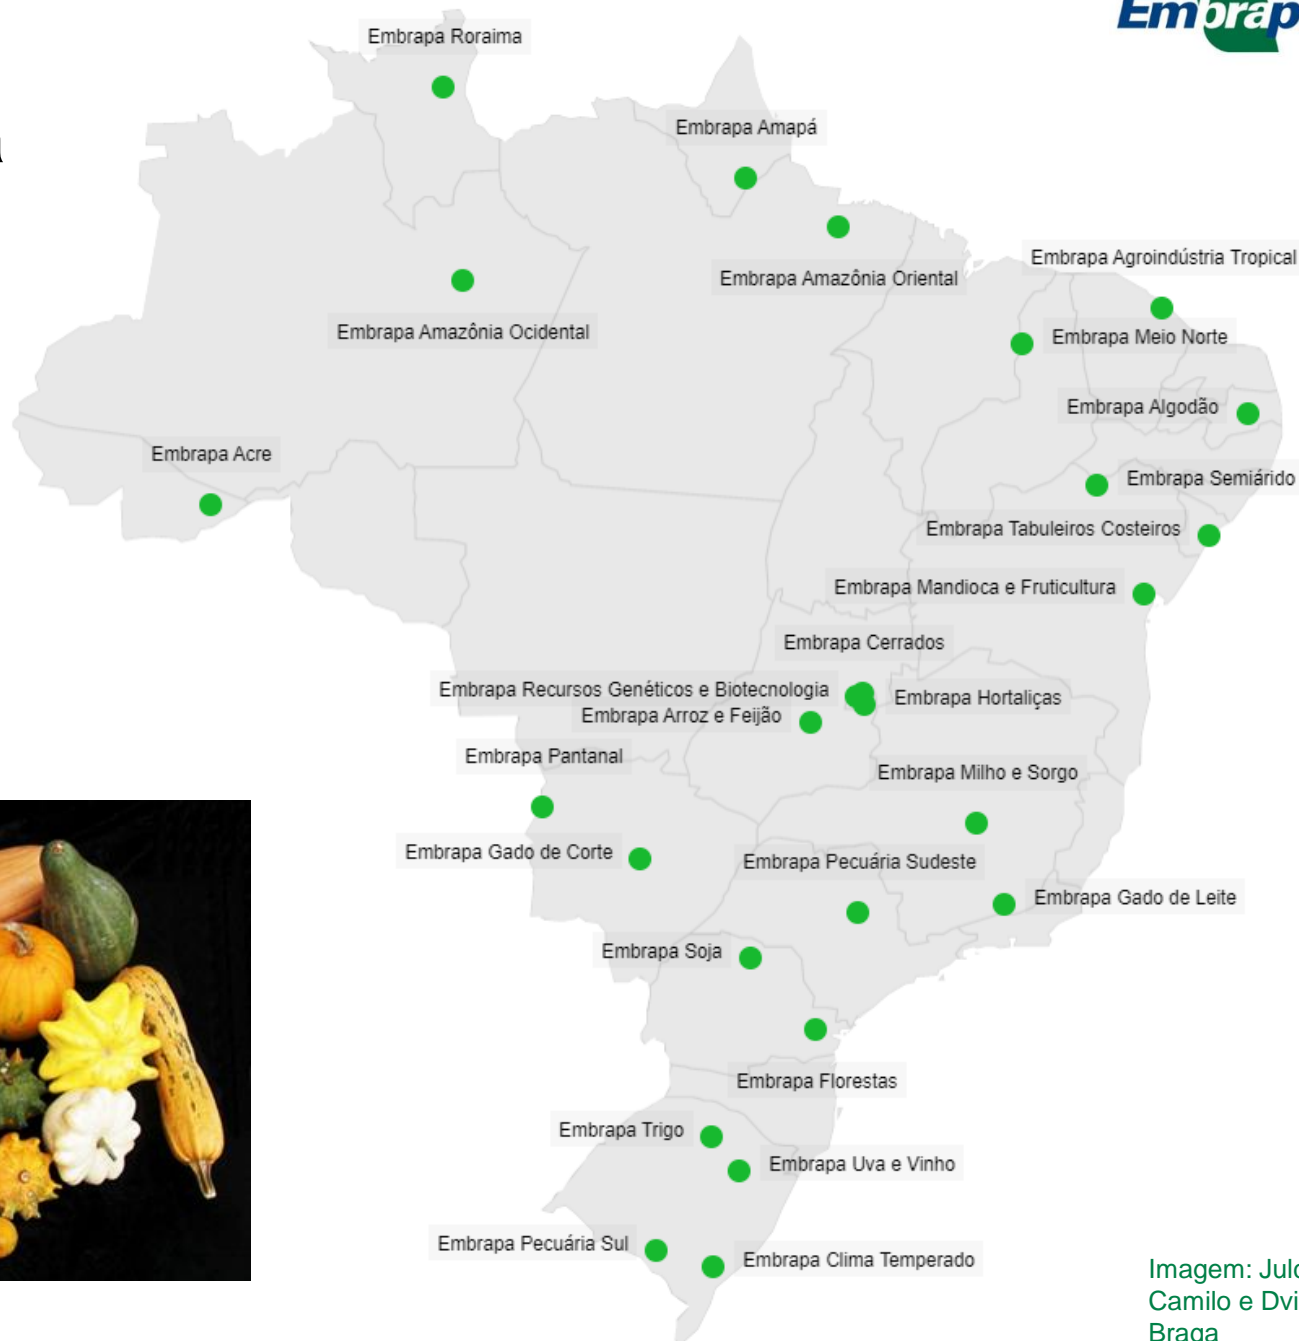 Embrapa Roraima
Embrapa Amapá
Embrapa Agroindústria Tropical
Embrapa Amazônia Oriental
Embrapa Amazônia Ocidental
Embrapa Meio Norte
Embrapa Algodão
Embrapa Acre
Embrapa Semiárido
Embrapa Tabuleiros Costeiros
Embrapa Mandioca e Fruticultura
Embrapa Cerrados
Embrapa Recursos Genéticos e Biotecnologia
Embrapa Hortaliças
Embrapa Arroz e Feijão
Embrapa Pantanal
Embrapa Milho e Sorgo
Embrapa Gado de Corte
Embrapa Pecuária Sudeste
Embrapa Gado de Leite
Embrapa Soja
Embrapa Florestas
Embrapa Trigo
Embrapa Uva e Vinho
Embrapa Pecuária Sul
Embrapa Clima Temperado
Imagem:
Camilo e
Braga